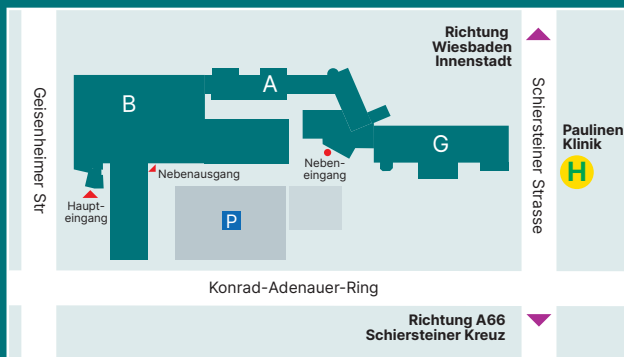 Richtung
Wiesbaden
Innenstadt
Geisenheimer Str
B
A
G
Schiersteiner Strasse
Paulinen
Klinik
H
Haupt-
eingang
Nebenausgang
Neben-
eingang
P
Konrad-Adenauer-Ring
Richtung A66
Schiersteiner Kreuz